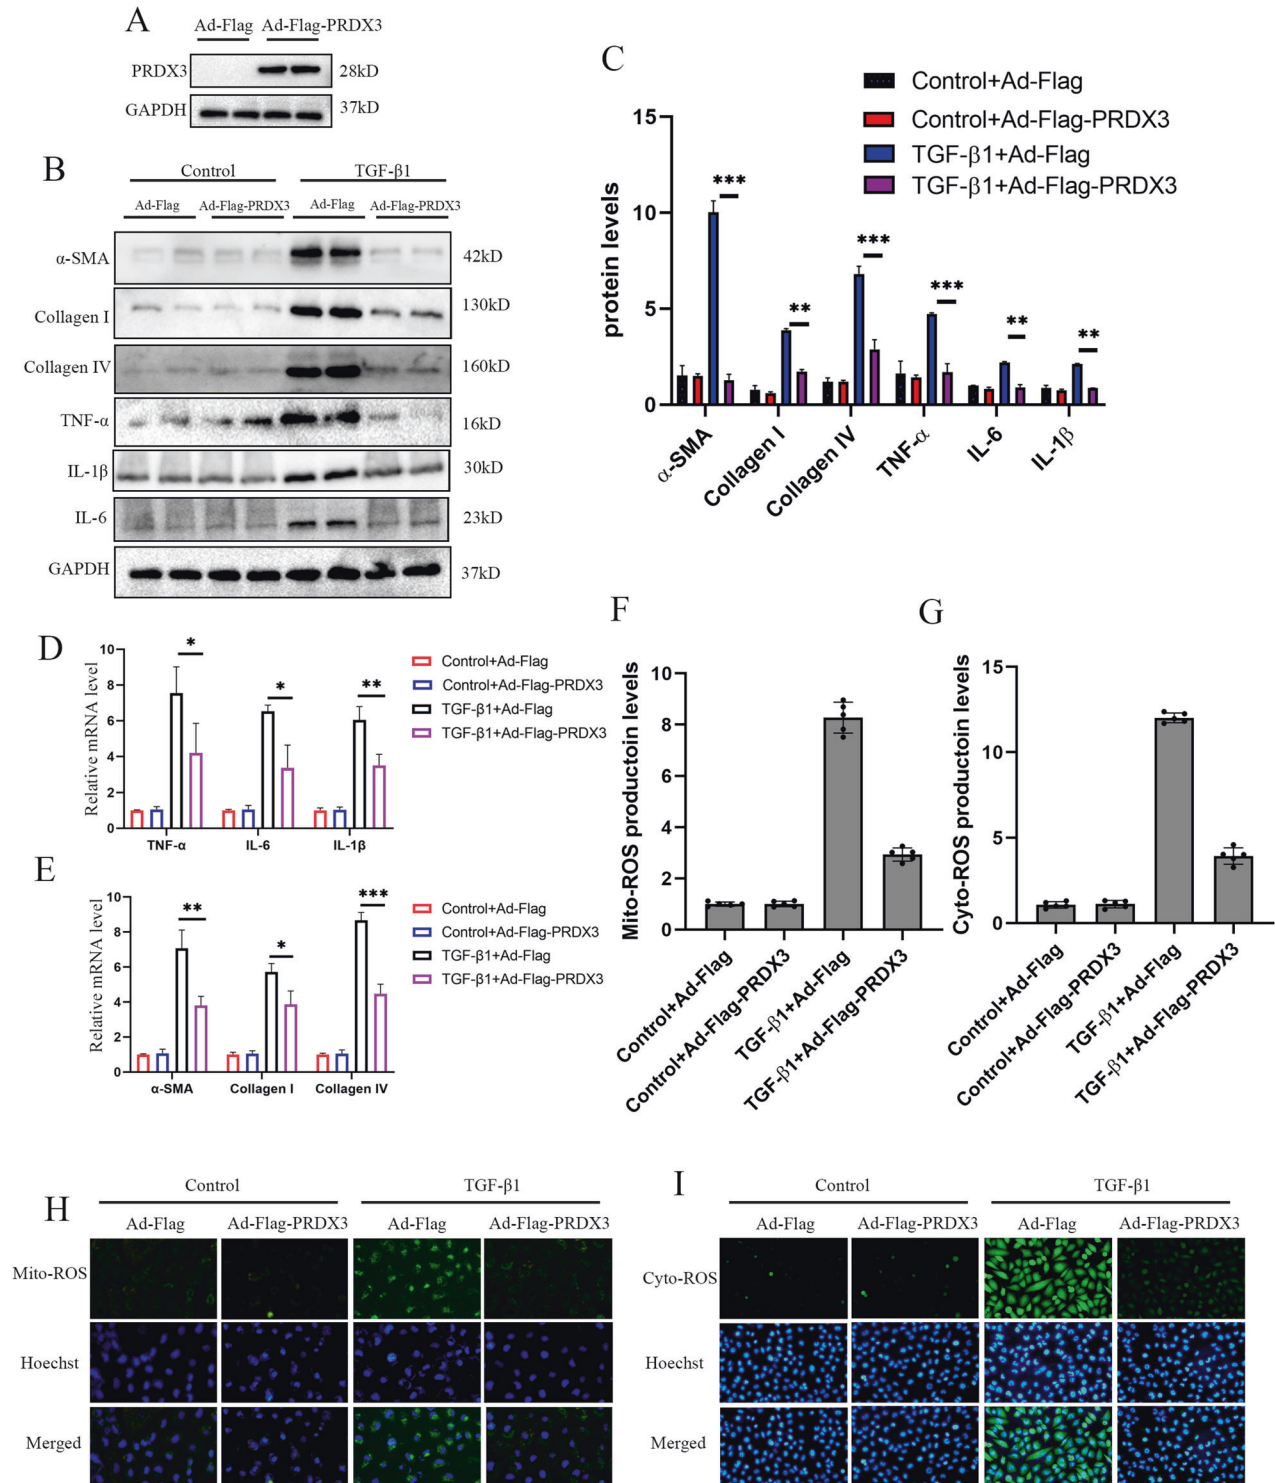 A
Ad-Flag Ad-Flag-PRDX3
PRDX3 28kD
GAPDH 37kD
B
Control TGF-β1
Ad-Flag Ad-Flag-PRDX3 Ad-Flag Ad-Flag-PRDX3
α-SMA 42kD
Collagen I 130kD
Collagen IV 160kD
TNF-α 16kD
IL-1β 30kD
IL-6 23kD
GAPDH 37kD
C
Control+Ad-Flag
Control+Ad-Flag-PRDX3
TGF-β1+Ad-Flag
TGF-β1+Ad-Flag-PRDX3
protein levels
15
10
5
0
*** ** *** *** ** **
α-SMA Collagen I Collagen IV TNF-α IL-6 IL-1β
D
Relative mRNA level
10
8
6
4
2
0
* * **
TNF-α IL-6 IL-1β
Control+Ad-Flag
Control+Ad-Flag-PRDX3
TGF-β1+Ad-Flag
TGF-β1+Ad-Flag-PRDX3
E
Relative mRNA level
10
8
6
4
2
0
** * ***
α-SMA Collagen I Collagen IV
Control+Ad-Flag
Control+Ad-Flag-PRDX3
TGF-β1+Ad-Flag
TGF-β1+Ad-Flag-PRDX3
F
Mito-ROS productoin levels
10
8
6
4
2
0
Control+Ad-Flag
Control+Ad-Flag-PRDX3
TGF-β1+Ad-Flag
TGF-β1+Ad-Flag-PRDX3
G
Cyto-ROS productoin levels
15
10
5
0
Control+Ad-Flag
Control+Ad-Flag-PRDX3
TGF-β1+Ad-Flag
TGF-β1+Ad-Flag-PRDX3
H
Control TGF-β1
Ad-Flag Ad-Flag-PRDX3 Ad-Flag Ad-Flag-PRDX3
Mito-ROS
Hoechst
Merged
I
Control TGF-β1
Ad-Flag Ad-Flag-PRDX3 Ad-Flag Ad-Flag-PRDX3
Cyto-ROS
Hoechst
Merged